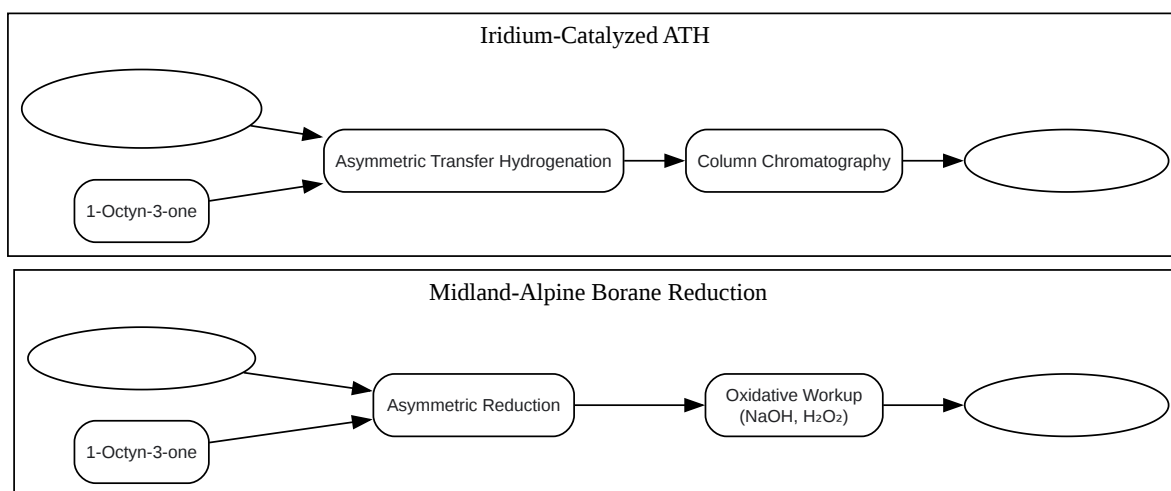 Iridium-Catalyzed ATH
Asymmetric Transfer Hydrogenation
Column Chromatography
1-Octyn-3-one
Midland-Alpine Borane Reduction
Asymmetric Reduction
Oxidative Workup
(NaOH, H₂O₂)
1-Octyn-3-one